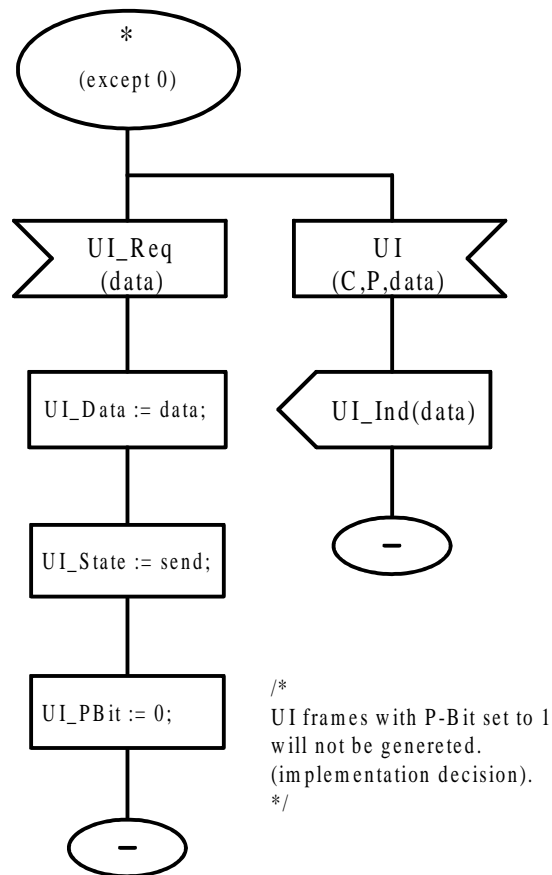 *
(except 0)
UI_Req
(data)
UI
(C,P,data)
UI_Data := data;
UI_Ind(data)
UI_State := send;
–
UI_PBit := 0;
/*
UI frames with P-Bit set to 1
will not be genereted.
(implementation decision).
*/
–